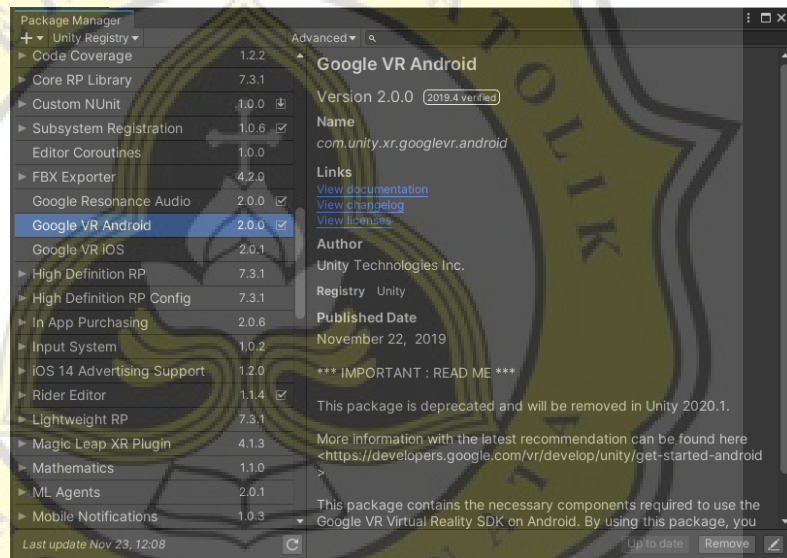 Package Manager
+ Unity Registry Advanced
Code Coverage 1.2.2
Core RP Library 7.3.1
Custom NUnit 1.0.0
Subsystem Registration 1.0.6
Editor Coroutines 1.0.0
FBX Exporter 4.2.0
Google Resonance Audio 2.0.0
Google VR Android 2.0.0
Google VR iOS 2.0.1
High Definition RP 7.3.1
High Definition RP Config 7.3.1
In App Purchasing 2.0.6
Input System 1.0.2
iOS 14 Advertising Support 1.2.0
Rider Editor 1.1.4
Lightweight RP 7.3.1
Magic Leap XR Plugin 4.1.3
Mathematics 1.1.0
ML Agents 2.0.1
Mobile Notifications 1.0.3
Last update Nov 23, 12:08
Google VR Android
Version 2.0.0 2019.4 verified
Name
com.unity.xr.googlevr.android
Links
View documentation
View changelog
View licenses
Author
Unity Technologies Inc.
Registry Unity
Published Date
November 22, 2019
*** IMPORTANT : READ ME ***
This package is deprecated and will be removed in Unity 2020.1.
More information with the latest recommendation can be found here
<https://developers.google.com/vr/develop/unity/get-started-android
>
This package contains the necessary components required to use the
Google VR Virtual Reality SDK on Android. By using this package, you
Up to date Remove